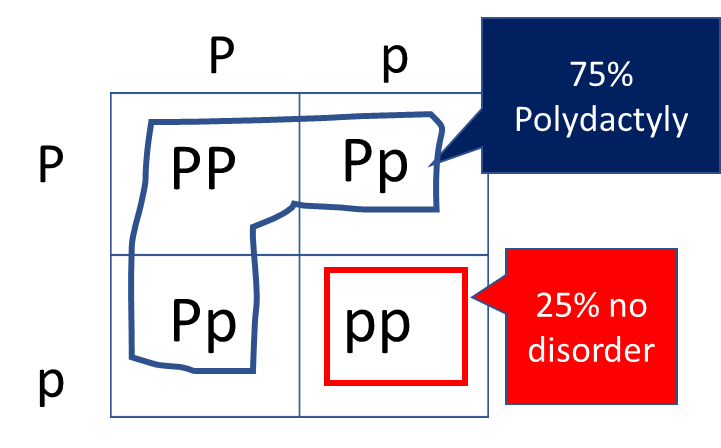 P p
75%
Polydactyly
P PP Pp
p Pp pp
25% no
disorder